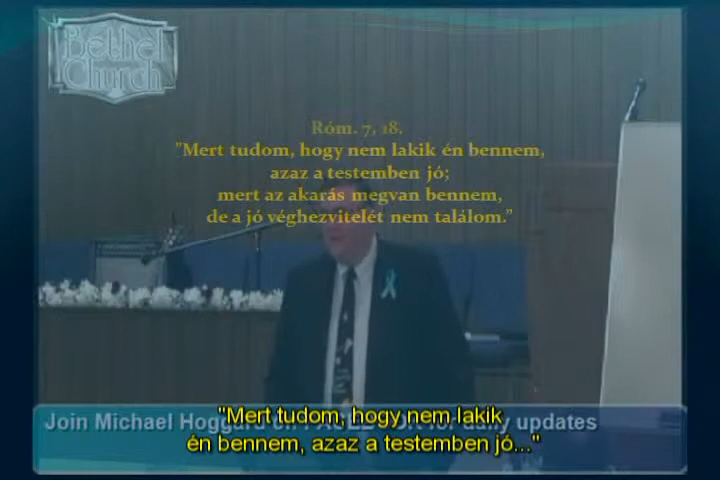 Bethel
Church
Róm. 7, 18.
"Mert tudom, hogy nem lakik én bennem,
azaz a testemben jó;
mert az akarás megvan bennem,
de a jó véghezvitelét nem találom."
Join Michael Hoggard on FACEBOOK for daily updates
"Mert tudom, hogy nem lakik
én bennem, azaz a testemben jó..."